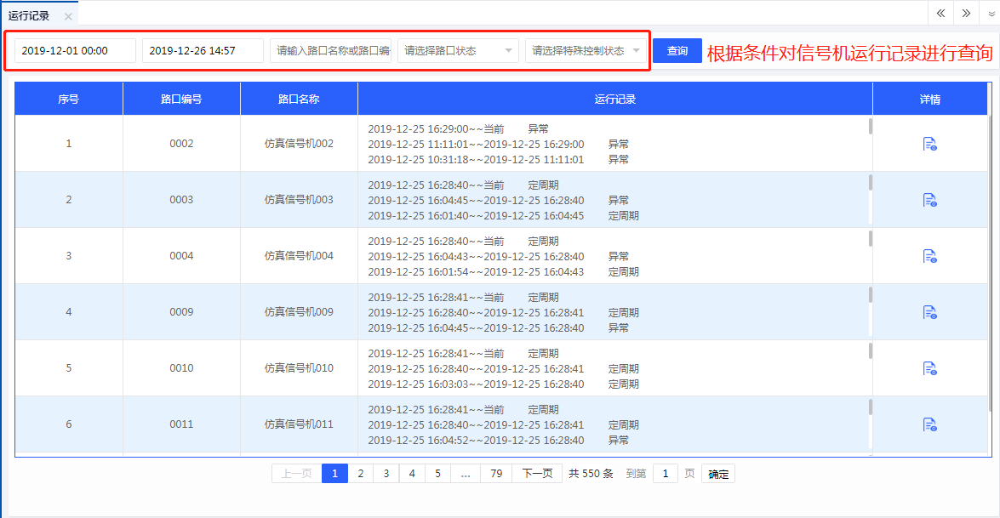 运行记录
2019-12-01 00:00 2019-12-26 14:57 请输入路口名称或路口编 请选择路口状态 请选择特殊控制状态 查询 根据条件对信号机运行记录进行查询
序号 路口编号 路口名称 运行记录 详情
1 0002 仿真信号机002
2019-12-25 16:29:00~~当前 异常
2019-12-25 11:11:01~~2019-12-25 16:29:00 异常
2019-12-25 10:31:18~~2019-12-25 11:11:01 异常
2 0003 仿真信号机003
2019-12-25 16:28:40~~当前 定周期
2019-12-25 16:04:45~~2019-12-25 16:28:40 异常
2019-12-25 16:01:40~~2019-12-25 16:04:45 定周期
3 0004 仿真信号机004
2019-12-25 16:28:40~~当前 定周期
2019-12-25 16:04:43~~2019-12-25 16:28:40 异常
2019-12-25 16:01:54~~2019-12-25 16:04:43 定周期
4 0009 仿真信号机009
2019-12-25 16:28:41~~当前 定周期
2019-12-25 16:28:40~~2019-12-25 16:28:41 定周期
2019-12-25 16:04:45~~2019-12-25 16:28:40 异常
5 0010 仿真信号机010
2019-12-25 16:28:41~~当前 定周期
2019-12-25 16:28:40~~2019-12-25 16:28:41 定周期
2019-12-25 16:03:03~~2019-12-25 16:28:40 定周期
6 0011 仿真信号机011
2019-12-25 16:28:41~~当前 定周期
2019-12-25 16:28:40~~2019-12-25 16:28:41 定周期
2019-12-25 16:04:52~~2019-12-25 16:28:40 异常
上一页 1 2 3 4 5 ... 79 下一页 共 550 条 到第 1 页 确定